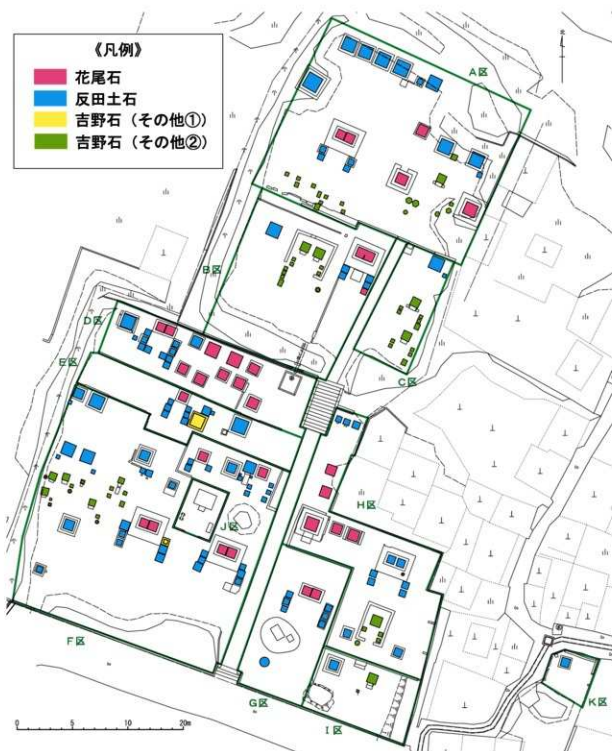 《凡例》
花尾石
反田土石
吉野石（その他①）
吉野石（その他②）
北
A区
B区
C区
D区
E区
H区
J区
F区
G区
I区
K区
0 5 10 20m